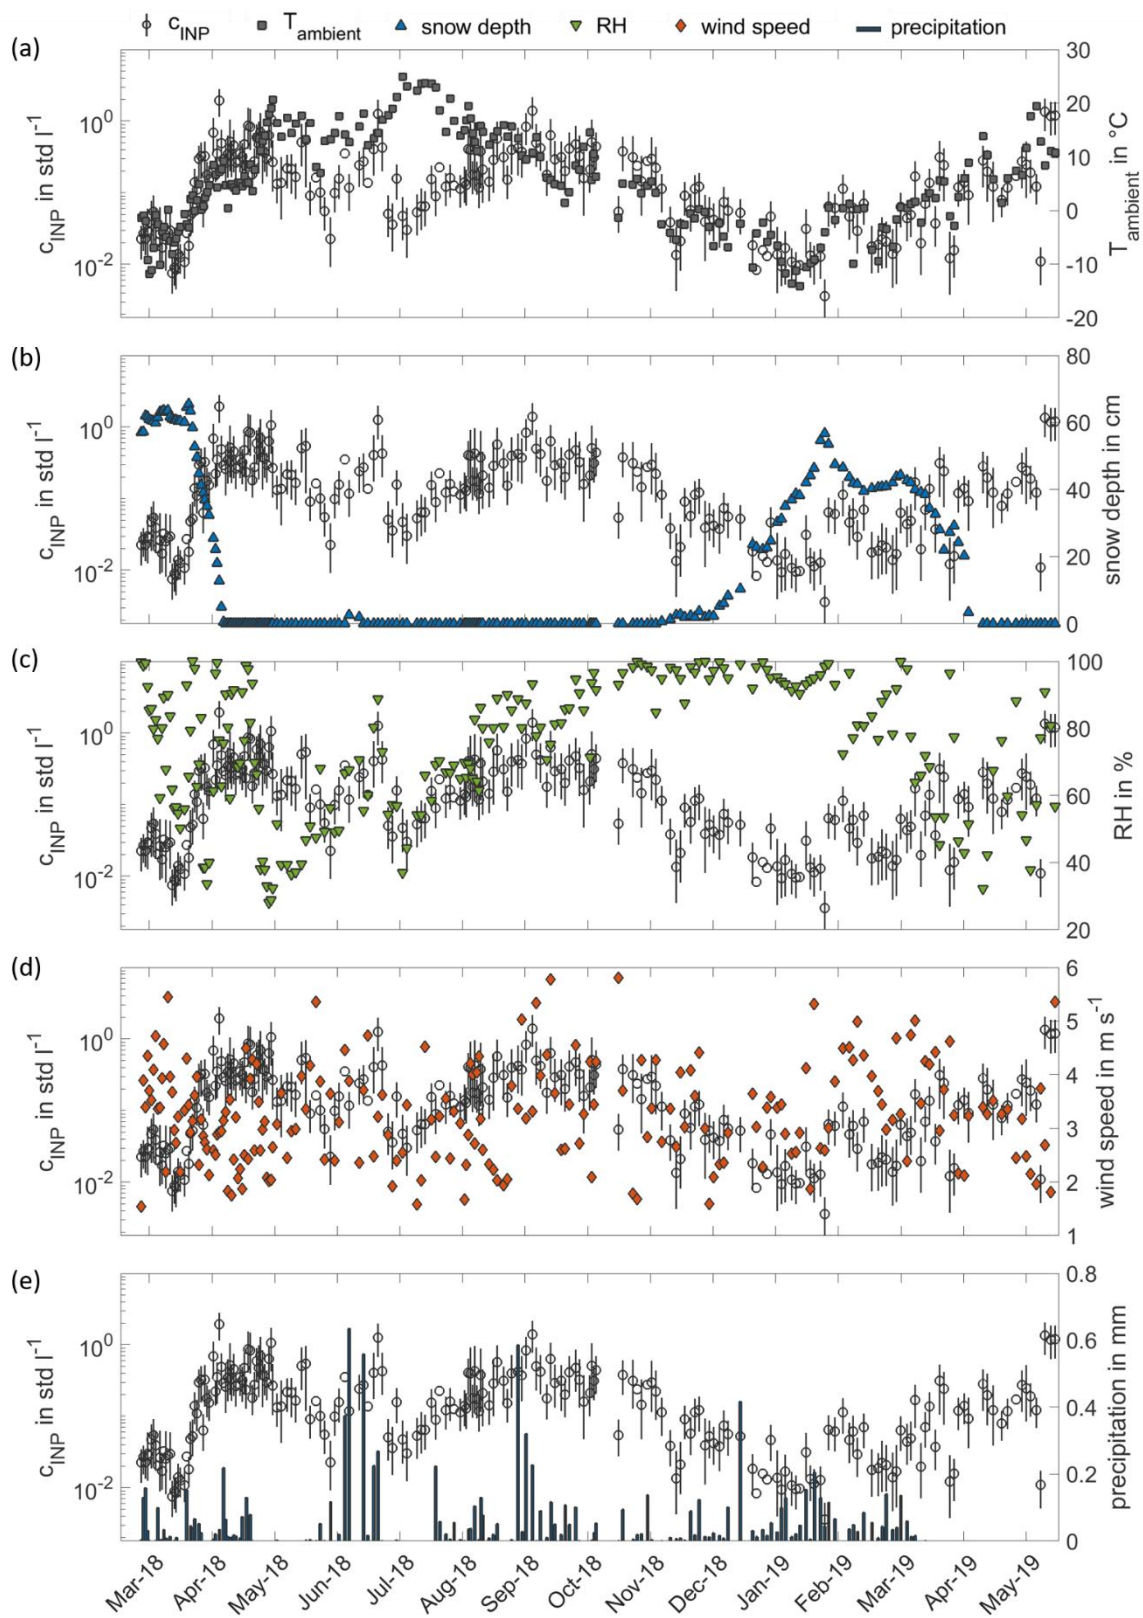 c_INP T_ambient snow depth RH wind speed precipitation
(a)
30
20
10
0
-10
-20
10^0
10^-2
c_INP in std l^-1
T_ambient in °C
(b)
80
60
40
20
0
10^0
10^-2
c_INP in std l^-1
snow depth in cm
(c)
100
80
60
40
20
10^0
10^-2
c_INP in std l^-1
RH in %
(d)
6
5
4
3
2
1
10^0
10^-2
c_INP in std l^-1
wind speed in m s^-1
(e)
0.8
0.6
0.4
0.2
0
10^0
10^-2
c_INP in std l^-1
precipitation in mm
Mar-18 Apr-18 May-18 Jun-18 Jul-18 Aug-18 Sep-18 Oct-18 Nov-18 Dec-18 Jan-19 Feb-19 Mar-19 Apr-19 May-19